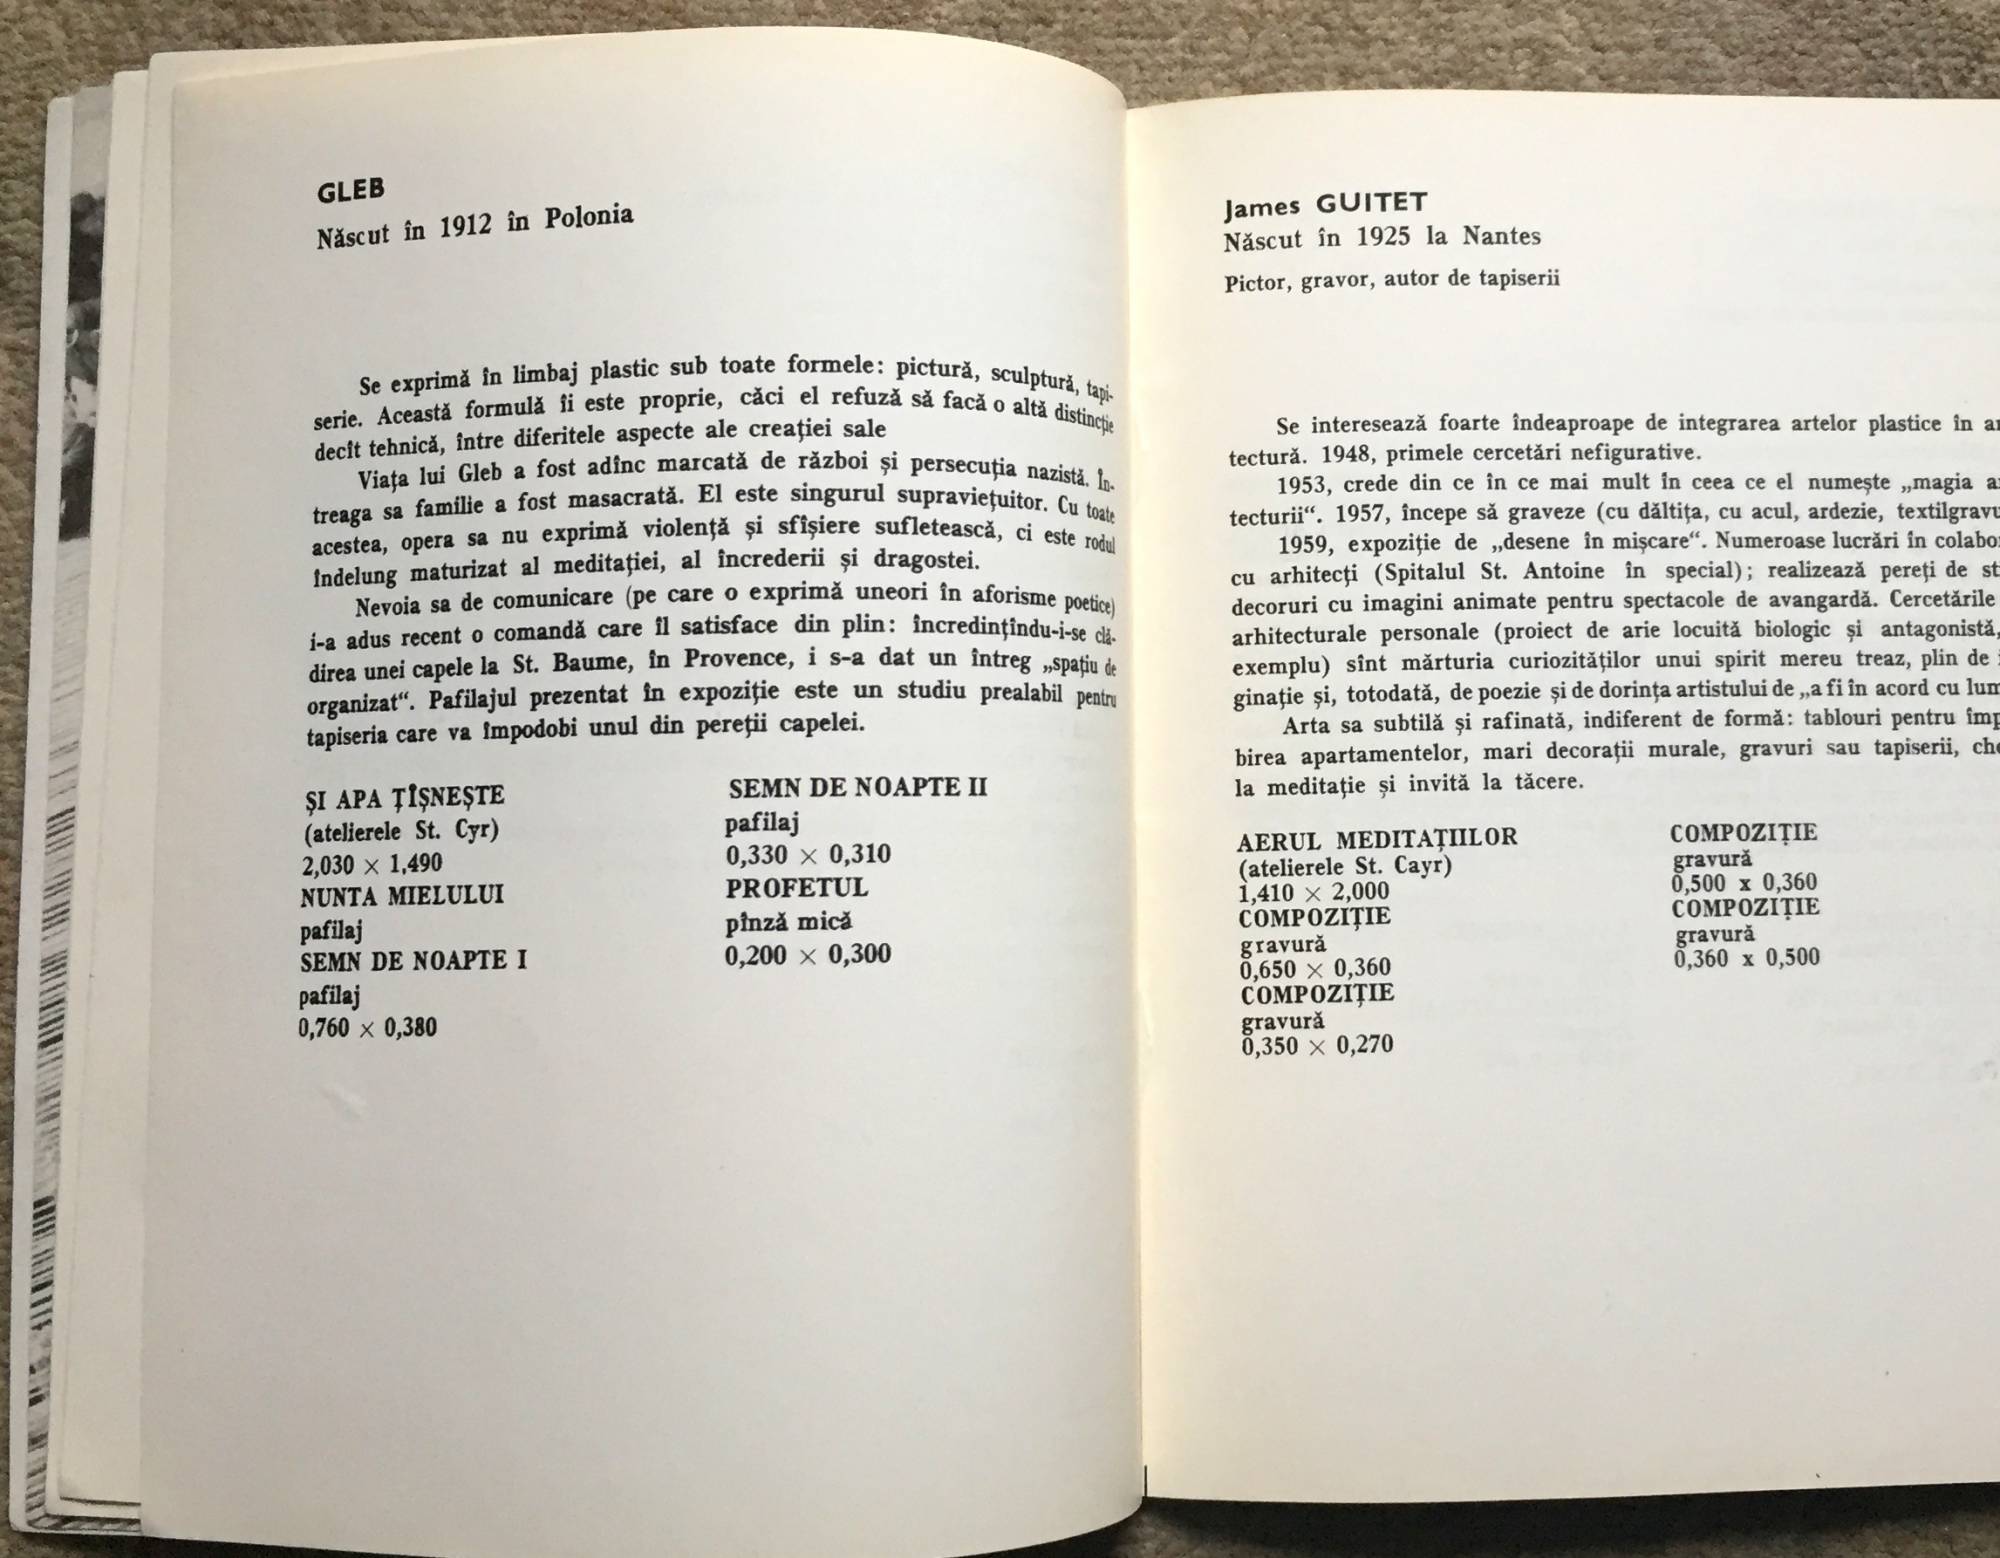 GLEB
Născut în 1912 în Polonia
Se exprimă în limbaj plastic sub toate formele: pictură, sculptură, tapi-
serie. Această formulă îi este proprie, căci el refuză să facă o altă distincție
decît tehnică, între diferitele aspecte ale creației sale
Viața lui Gleb a fost adînc marcată de război și persecuția nazistă. În-
treaga sa familie a fost masacrată. El este singurul supraviețuitor. Cu toate
acestea, opera sa nu exprimă violență și sfîșiere sufletească, ci este rodul
îndelung maturizat al meditației, al încrederii și dragostei.
Nevoia sa de comunicare (pe care o exprimă uneori în aforisme poetice)
i-a adus recent o comandă care îl satisface din plin: încredințîndu-i-se clă-
direa unei capele la St. Baume, în Provence, i s-a dat un întreg „spațiu de
organizat“. Pafilajul prezentat în expoziție este un studiu prealabil pentru
tapiseria care va împodobi unul din pereții capelei.
ȘI APA ȚÎȘNEȘTE
(atelierele St. Cyr)
2,030 × 1,490
NUNTA MIELULUI
pafilaj
SEMN DE NOAPTE I
pafilaj
0,760 × 0,380
SEMN DE NOAPTE II
pafilaj
0,330 × 0,310
PROFETUL
pînză mică
0,200 × 0,300
James GUITET
Născut în 1925 la Nantes
Pictor, gravor, autor de tapiserii
Se interesează foarte îndeaproape de integrarea artelor plastice în
tectură. 1948, primele cercetări nefigurative.
1953, crede din ce în ce mai mult în ceea ce el numește „magia
tecturii“. 1957, începe să graveze (cu dăltița, cu acul, ardezie,
1959, expoziție de „desene în mișcare“. Numeroase lucrări în
cu arhitecți (Spitalul St. Antoine în special); realizează pereți de
decoruri cu imagini animate pentru spectacole de avangardă. Cercetările
arhitecturale personale (proiect de arie locuită biologic și antagonistă,
exemplu) sînt mărturia curiozităților unui spirit mereu treaz, plin de
ginație și, totodată, de poezie și de dorința artistului de „a fi în acord cu
Arta sa subtilă și rafinată, indiferent de formă: tablouri pentru
birea apartamentelor, mari decorații murale, gravuri sau tapiserii,
la meditație și invită la tăcere.
AERUL MEDITAȚIILOR
(atelierele St. Cayr)
1,410 × 2,000
COMPOZIȚIE
gravură
0,650 × 0,360
COMPOZIȚIE
gravură
0,350 × 0,270
COMPOZIȚIE
gravură
0,500 x 0,360
COMPOZIȚIE
gravură
0,360 x 0,500